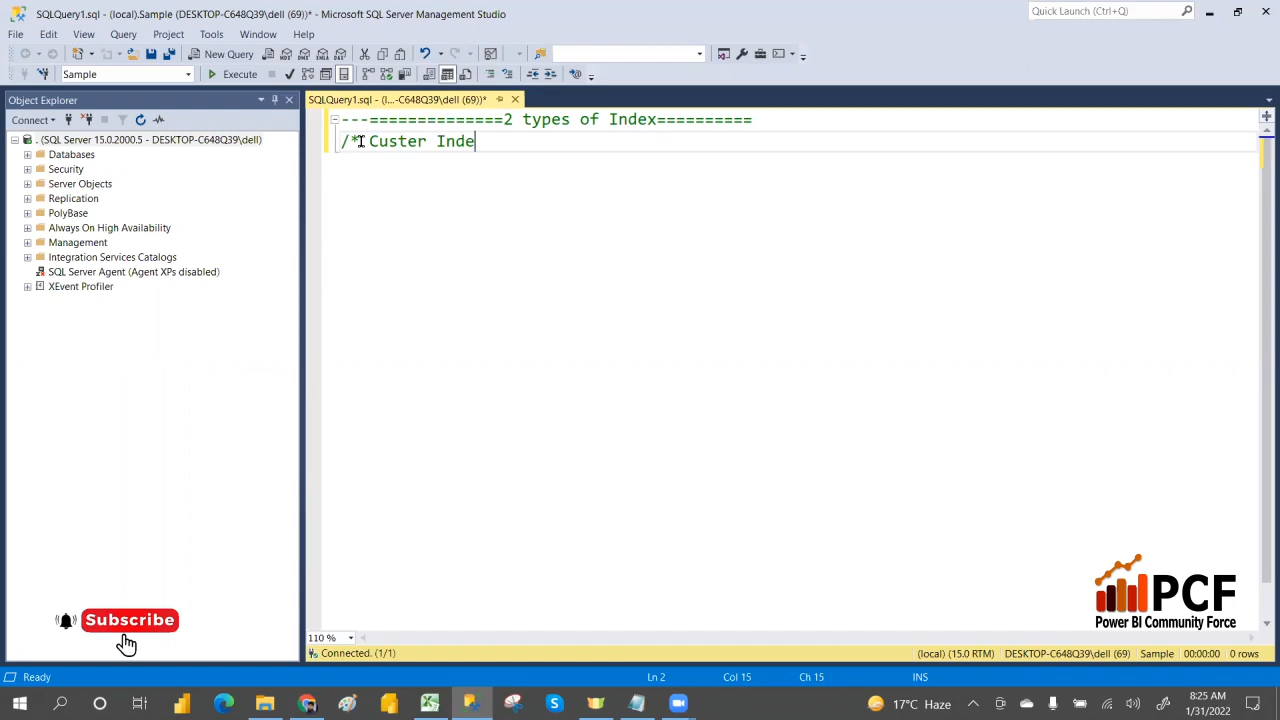 SQLQuery1.sql - (local).Sample (DESKTOP-C648Q39\dell (69))* - Microsoft SQL Server Management Studio
Quick Launch (Ctrl+Q)
File Edit View Query Project Tools Window Help
New Query
MDX DMX XMLA DAX
Sample
Execute
Object Explorer
SQLQuery1.sql - (l...-C648Q39\dell (69))*
Connect
. (SQL Server 15.0.2000.5 - DESKTOP-C648Q39\dell)
Databases
Security
Server Objects
Replication
PolyBase
Always On High Availability
Management
Integration Services Catalogs
SQL Server Agent (Agent XPs disabled)
XEvent Profiler
---==============2 types of Index==========
/* Custer Inde
Subscribe
PCF
Power BI Community Force
110 %
Connected. (1/1)
(local) (15.0 RTM) DESKTOP-C648Q39\dell (69) Sample 00:00:00 0 rows
Ready
Ln 2 Col 15 Ch 15 INS
17°C Haze
8:25 AM
1/31/2022